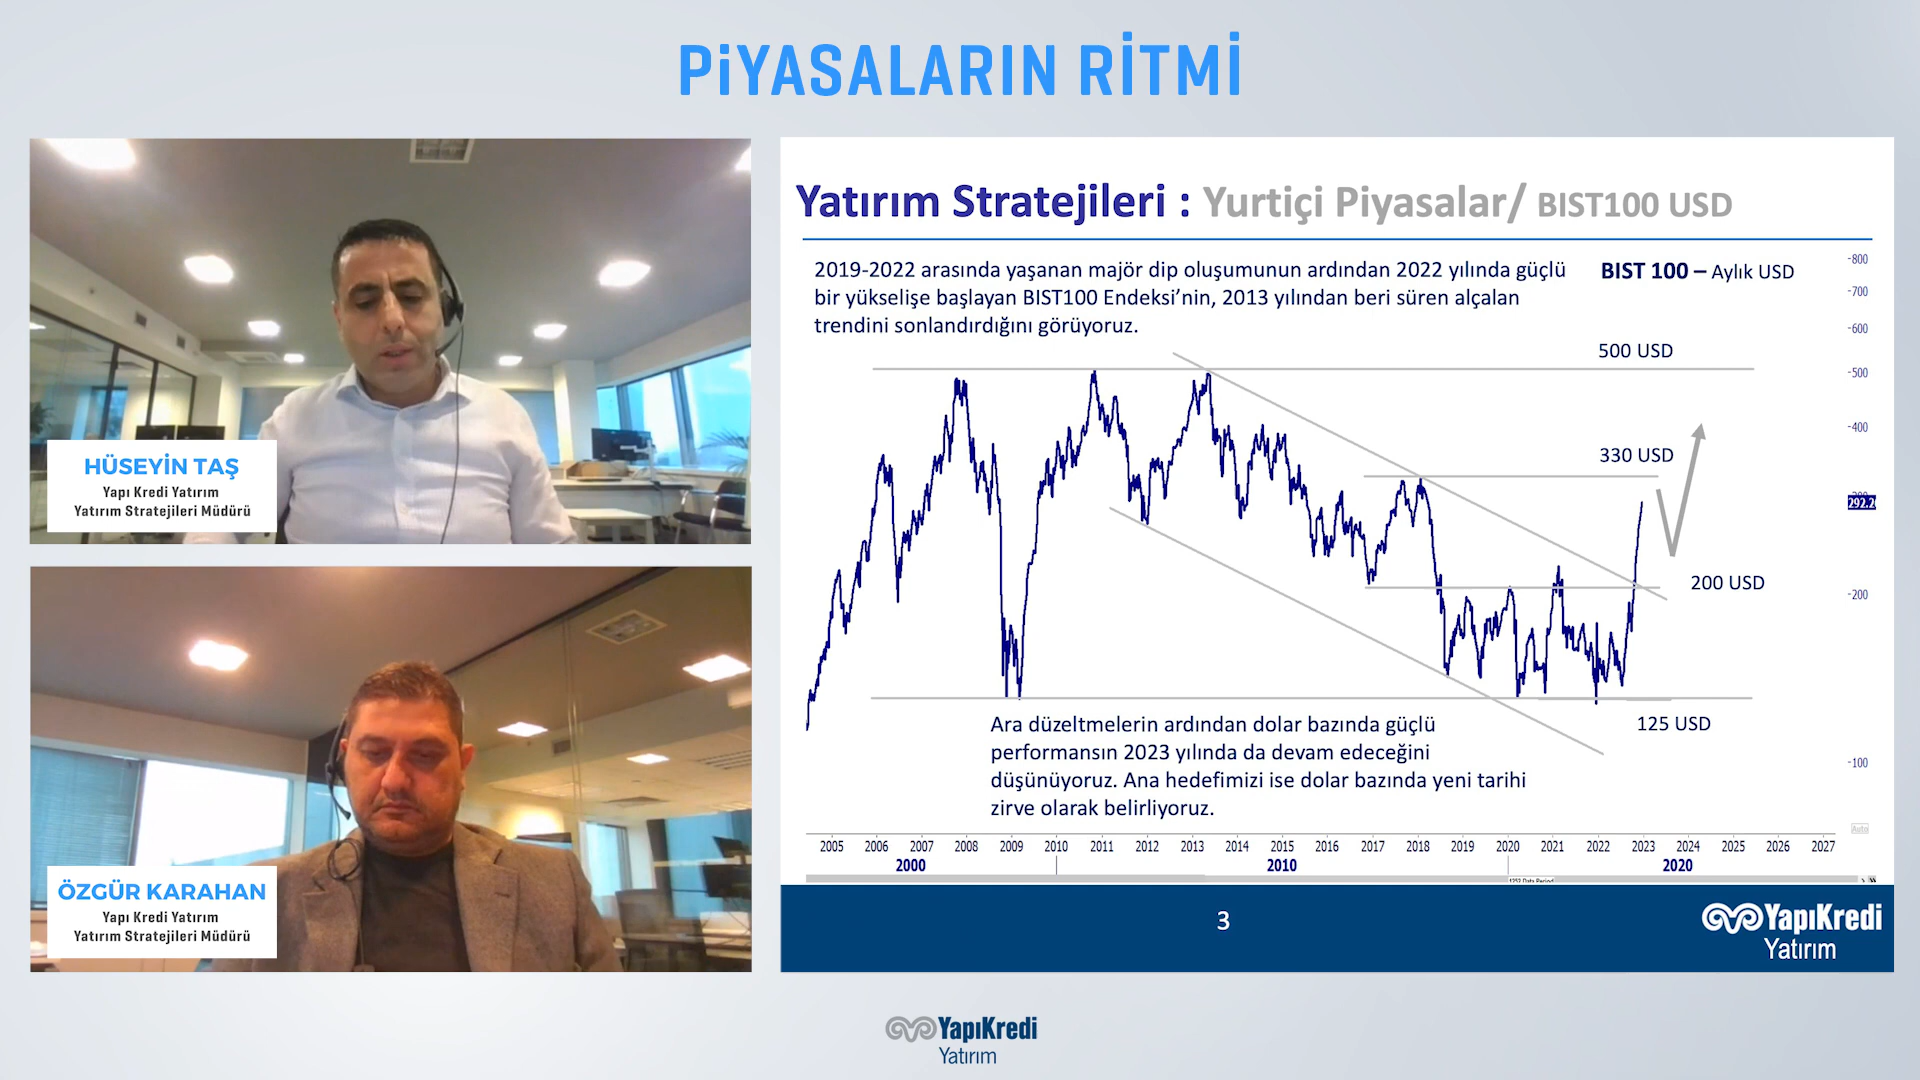 PiYASALARIN RİTMİ
HÜSEYİN TAŞ
Yapı Kredi Yatırım
Yatırım Stratejileri Müdürü
ÖZGÜR KARAHAN
Yapı Kredi Yatırım
Yatırım Stratejileri Müdürü
Yatırım Stratejileri : Yurtiçi Piyasalar/ BIST100 USD
2019-2022 arasında yaşanan majör dip oluşumunun ardından 2022 yılında güçlü
bir yükselişe başlayan BIST100 Endeksi'nin, 2013 yılından beri süren alçalan
trendini sonlandırdığını görüyoruz.
BIST 100 – Aylık USD
500 USD
330 USD
200 USD
125 USD
-800
-700
-600
-500
-400
292.2
-200
-100
Auto
Ara düzeltmelerin ardından dolar bazında güçlü
performansın 2023 yılında da devam edeceğini
düşünüyoruz. Ana hedefimizi ise dolar bazında yeni tarihi
zirve olarak belirliyoruz.
2005 2006 2007 2008 2009 2010 2011 2012 2013 2014 2015 2016 2017 2018 2019 2020 2021 2022 2023 2024 2025 2026 2027
2000 2010 2020
3
YapıKredi
Yatırım
YapıKredi
Yatırım